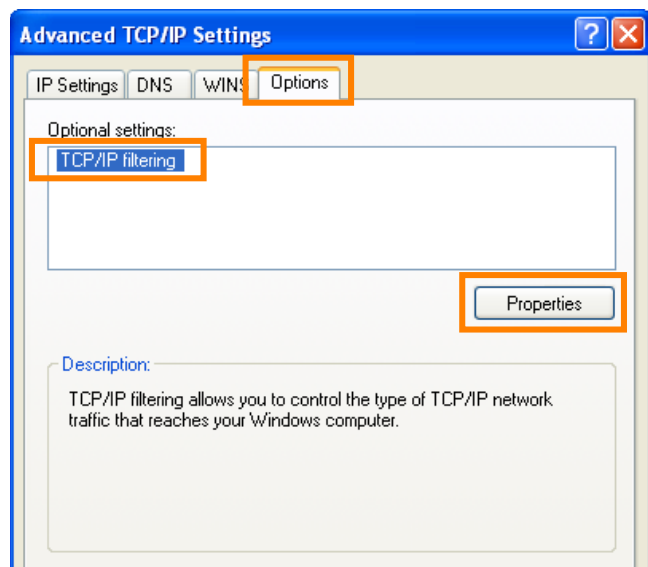 Advanced TCP/IP Settings
IP Settings DNS WINS Options
Optional settings:
TCP/IP filtering
Properties
Description:
TCP/IP filtering allows you to control the type of TCP/IP network
traffic that reaches your Windows computer.